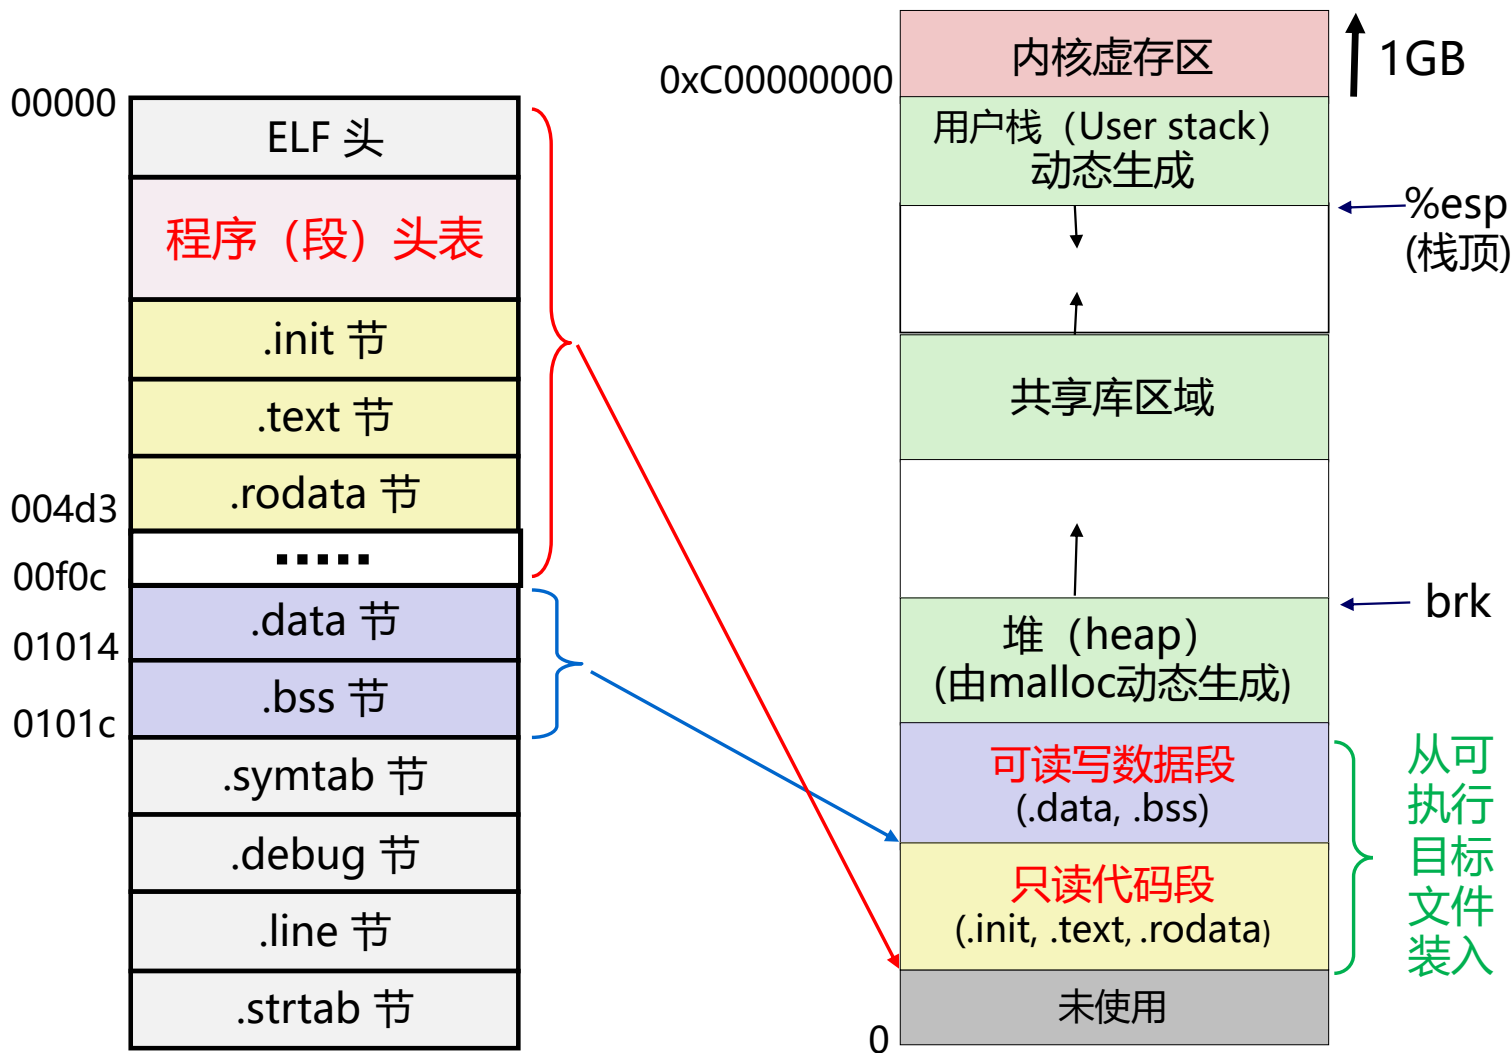 00000
ELF 头
程序（段）头表
.init 节
.text 节
.rodata 节
004d3
.....
00f0c
.data 节
01014
.bss 节
0101c
.symtab 节
.debug 节
.line 节
.strtab 节
内核虚存区
1GB
0xC00000000
用户栈（User stack）
动态生成
%esp
(栈顶)
共享库区域
brk
堆（heap）
(由malloc动态生成)
可读写数据段
(.data, .bss)
只读代码段
(.init, .text, .rodata)
未使用
0
从可
执行
目标
文件
装入